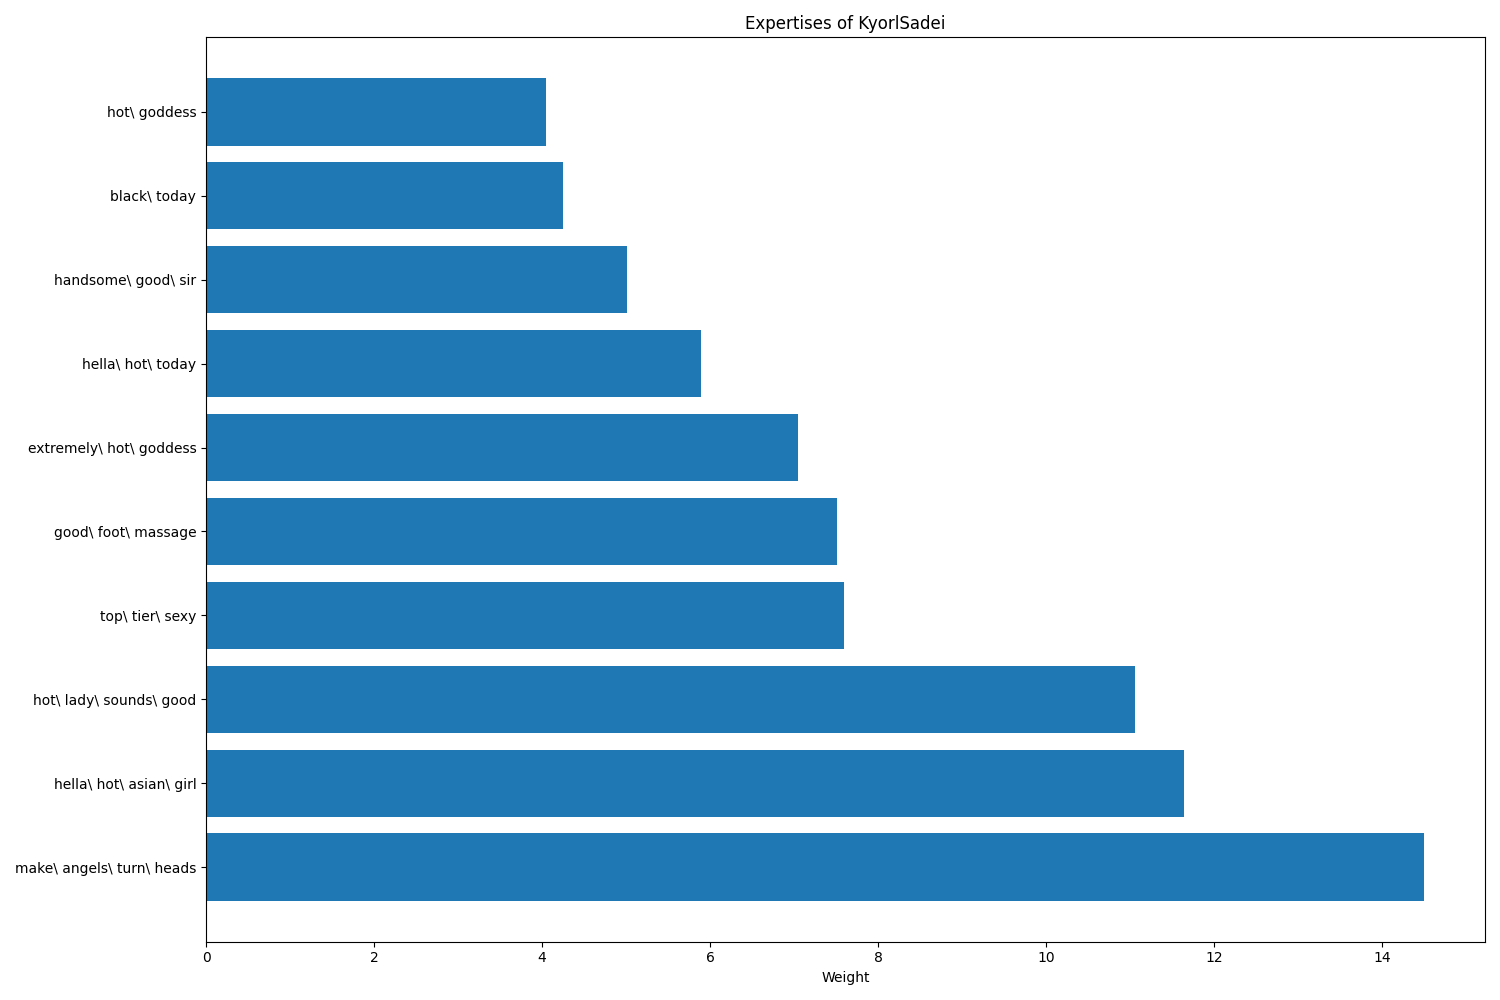 Expertises of KyorlSadei
hot\ goddess
black\ today
handsome\ good\ sir
hella\ hot\ today
extremely\ hot\ goddess
good\ foot\ massage
top\ tier\ sexy
hot\ lady\ sounds\ good
hella\ hot\ asian\ girl
make\ angels\ turn\ heads
0 2 4 6 8 10 12 14
Weight